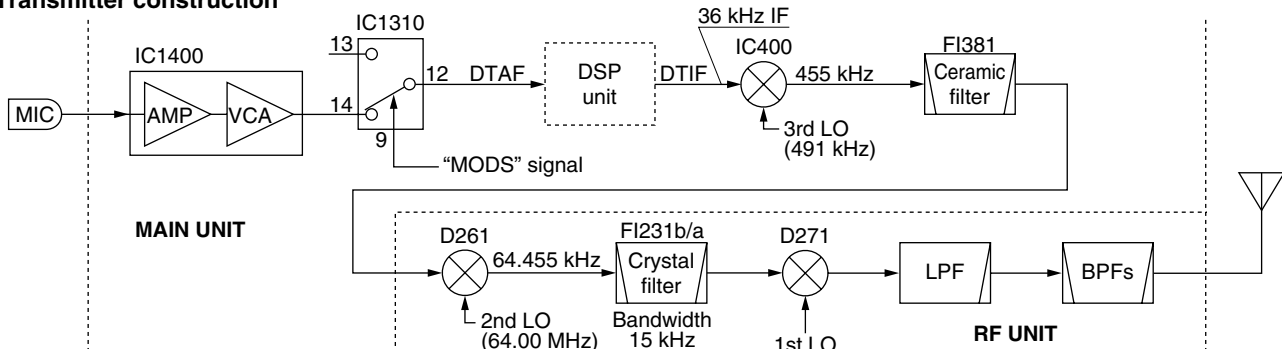 Transmitter construction
36 kHz IF
IC1310
IC400
FI381
IC1400
13
12
DTAF
DSP
unit
DTIF
455 kHz
Ceramic
filter
MIC
AMP
VCA
14
9
3rd LO
(491 kHz)
“MODS” signal
MAIN UNIT
D261
FI231b/a
D271
64.455 kHz
Crystal
filter
LPF
BPFs
2nd LO
(64.00 MHz)
Bandwidth
15 kHz
1st LO
RF UNIT